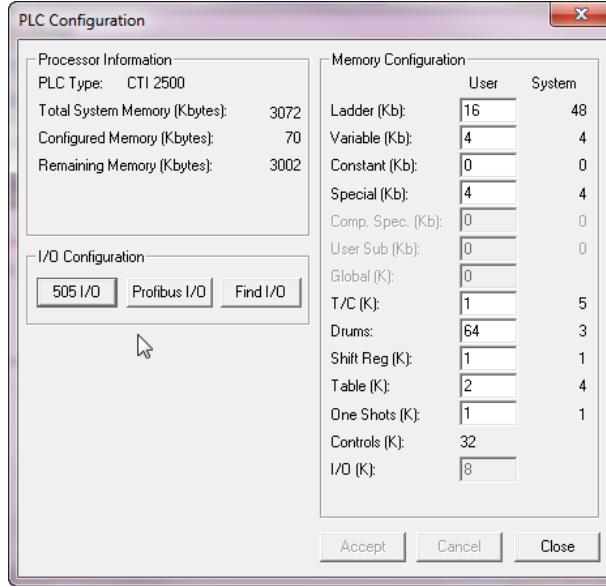 PLC Configuration
x
Processor Information
PLC Type: CTI 2500
Total System Memory (Kbytes): 3072
Configured Memory (Kbytes): 70
Remaining Memory (Kbytes): 3002
I/O Configuration
505 I/O Profibus I/O Find I/O
Memory Configuration
User System
Ladder (Kb): 16 48
Variable (Kb): 4 4
Constant (Kb): 0 0
Special (Kb): 4 4
Comp. Spec. (Kb): 0 0
User Sub (Kb): 0 0
Global (K): 0
T/C (K): 1 5
Drums: 64 3
Shift Reg (K): 1 1
Table (K): 2 4
One Shots (K): 1 1
Controls (K): 32
I/O (K): 8
Accept Cancel Close